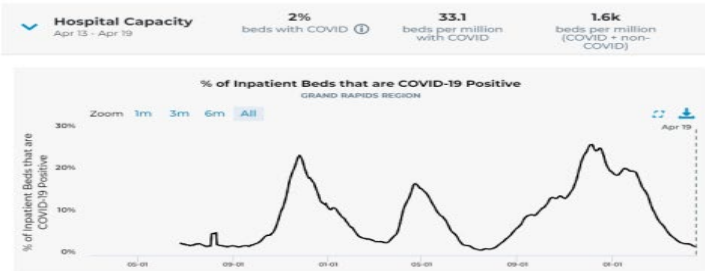 Hospital Capacity
Apr 13 - Apr 19
2%
beds with COVID
33.1
beds per million
with COVID
1.6k
beds per million
(COVID + non-
COVID)
% of Inpatient Beds that are COVID-19 Positive
GRAND RAPIDS REGION
Zoom 1m 3m 6m All
Apr 19
% of Inpatient Beds that are
COVID-19 Positive
30%
20%
10%
0%
05-01 09-01 01-01 05-01 09-01 01-01